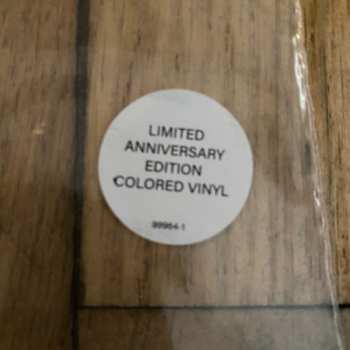 LIMITED
ANNIVERSARY
EDITION
COLORED VINYL
99964-1